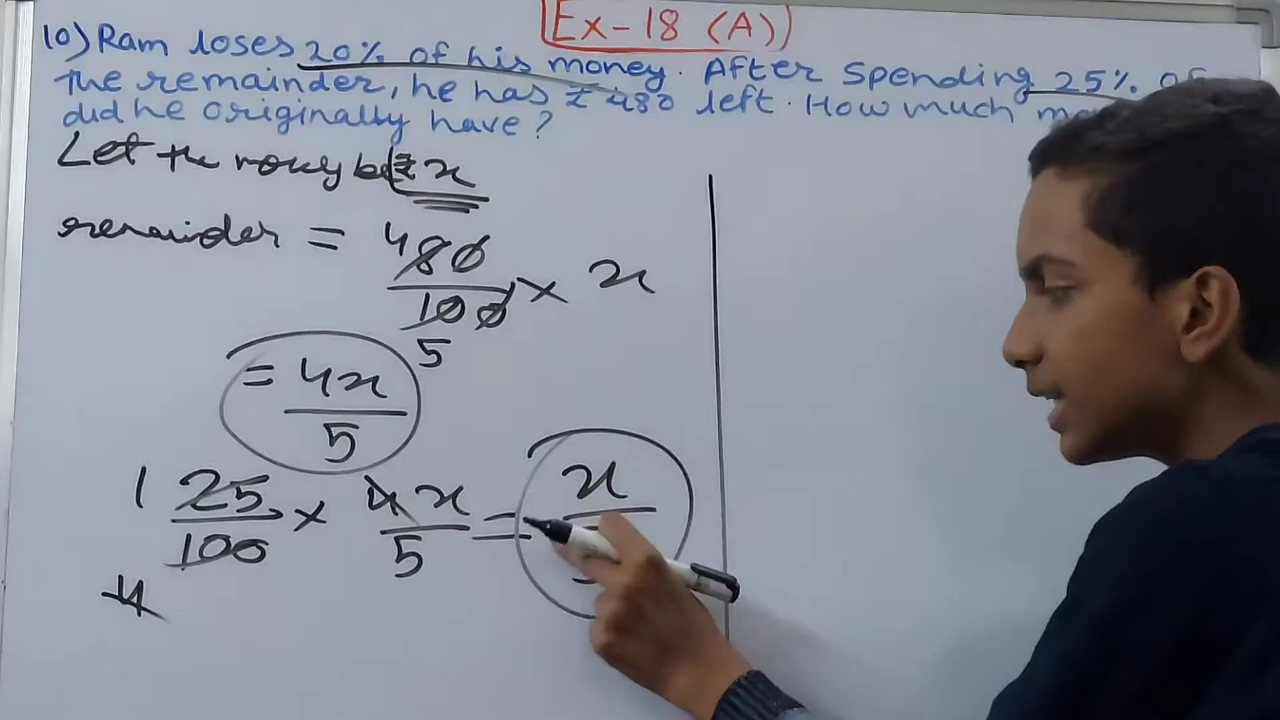 Ex-18 (A)
10) Ram loses 20% of his money. After spending 25% of
the remainder, he has ₹ 480 left. How much
did he originally have?
Let the money be ₹ x
remainder = 4 80/100 5 × x
= 4x/5
1 25/100 4 × 4x/5 = x